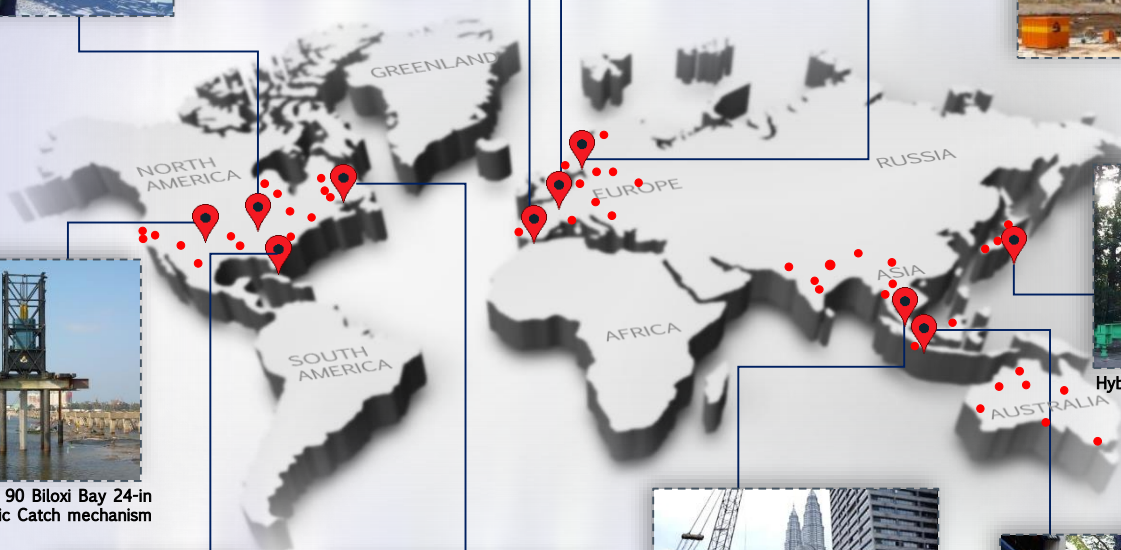 GREENLAND
NORTH
AMERICA
RUSSIA
EUROPE
ASIA
AFRICA
SOUTH
AMERICA
AUSTRALIA
Hyb
90 Biloxi Bay 24-in
ic Catch mechanism